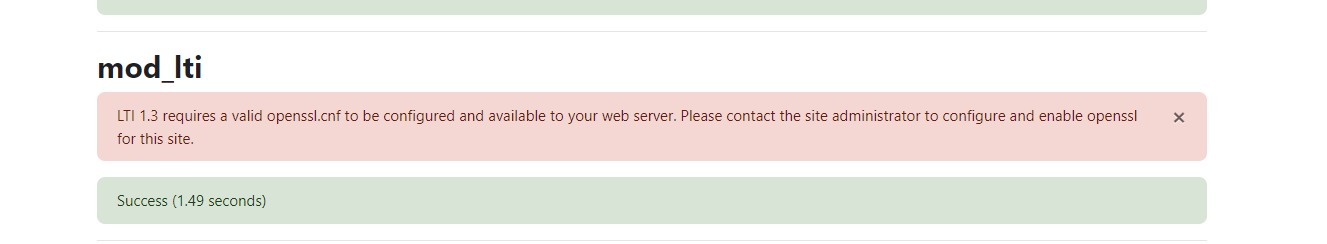 mod_lti
LTI 1.3 requires a valid openssl.cnf to be configured and available to your web server. Please contact the site administrator to configure and enable openssl
for this site.
Success (1.49 seconds)